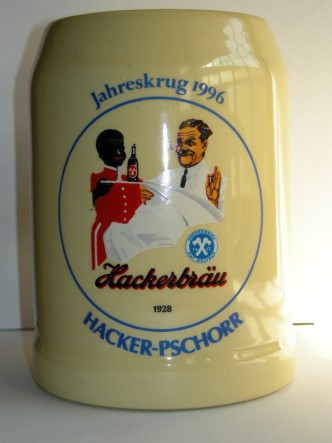 Jahreskrug 1996
Hackerbräu
1928
HACKER-PSCHORR